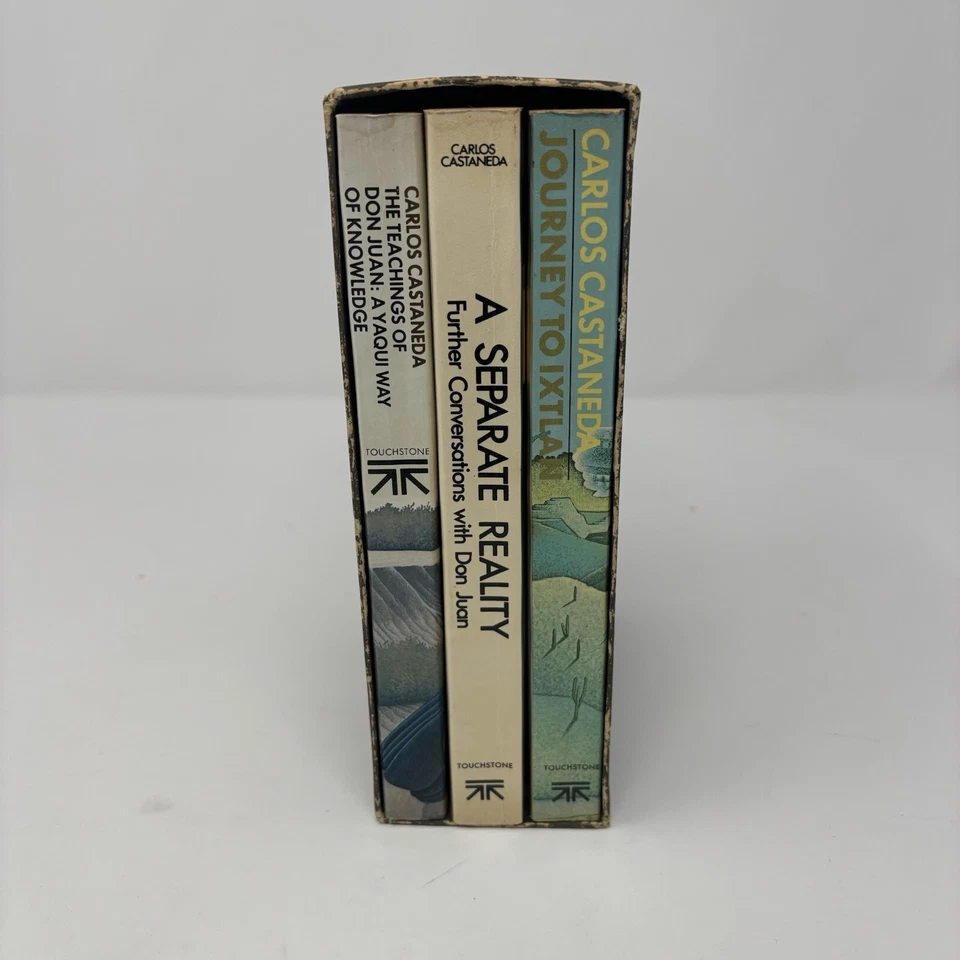 CARLOS CASTANEDA
THE TEACHINGS OF
DON JUAN: A YAQUI WAY
OF KNOWLEDGE
TOUCHSTONE
CARLOS
CASTANEDA
A SEPARATE REALITY
Further Conversations with Don Juan
TOUCHSTONE
CARLOS CASTANEDA
JOURNEY TO IXTLAN
TOUCHSTONE